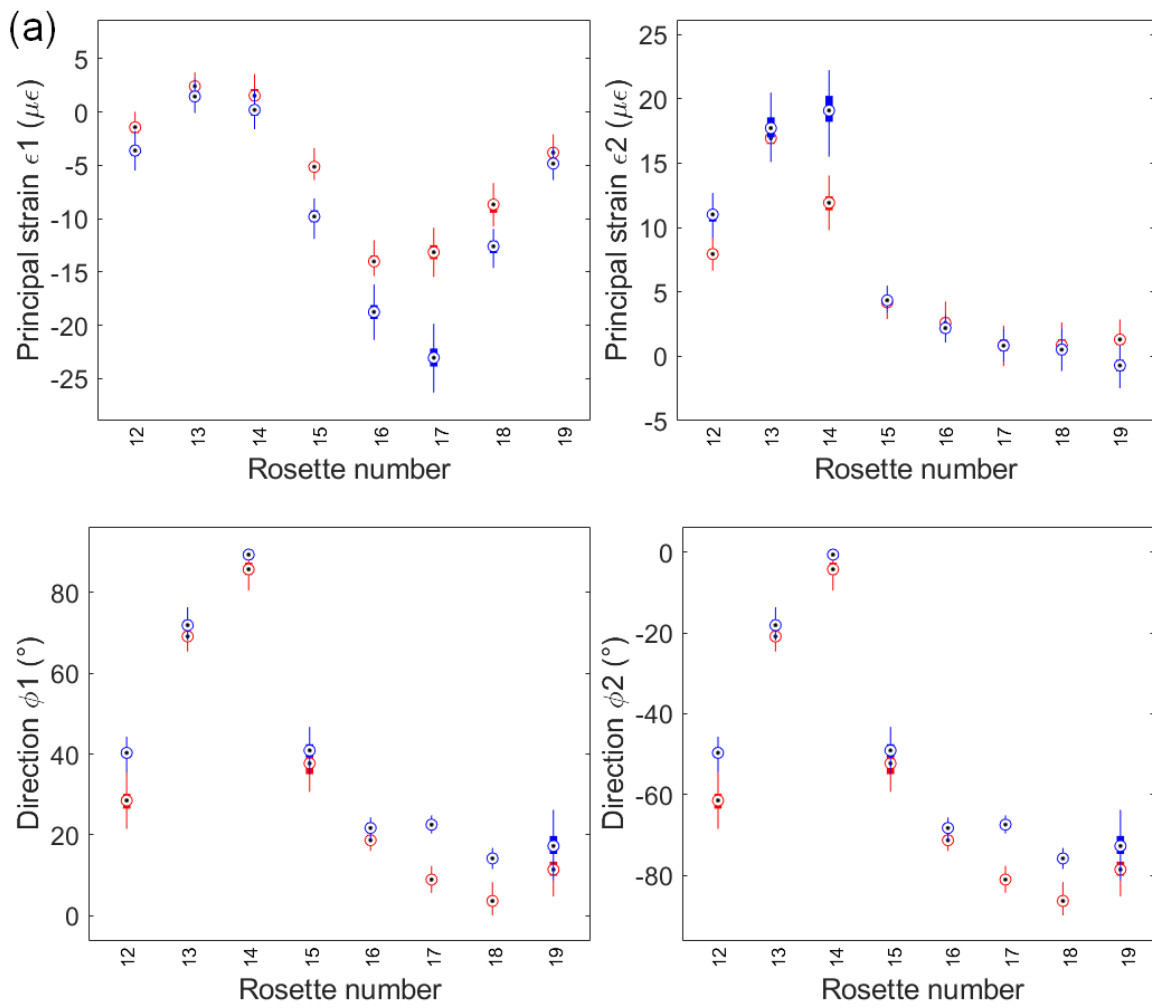 (a)
Principal strain ϵ1 (μϵ)
5
0
-5
-10
-15
-20
-25
12 13 14 15 16 17 18 19
Rosette number
Principal strain ϵ2 (μϵ)
25
20
15
10
5
0
-5
12 13 14 15 16 17 18 19
Rosette number
Direction ϕ1 (°)
80
60
40
20
0
12 13 14 15 16 17 18 19
Rosette number
Direction ϕ2 (°)
0
-20
-40
-60
-80
12 13 14 15 16 17 18 19
Rosette number